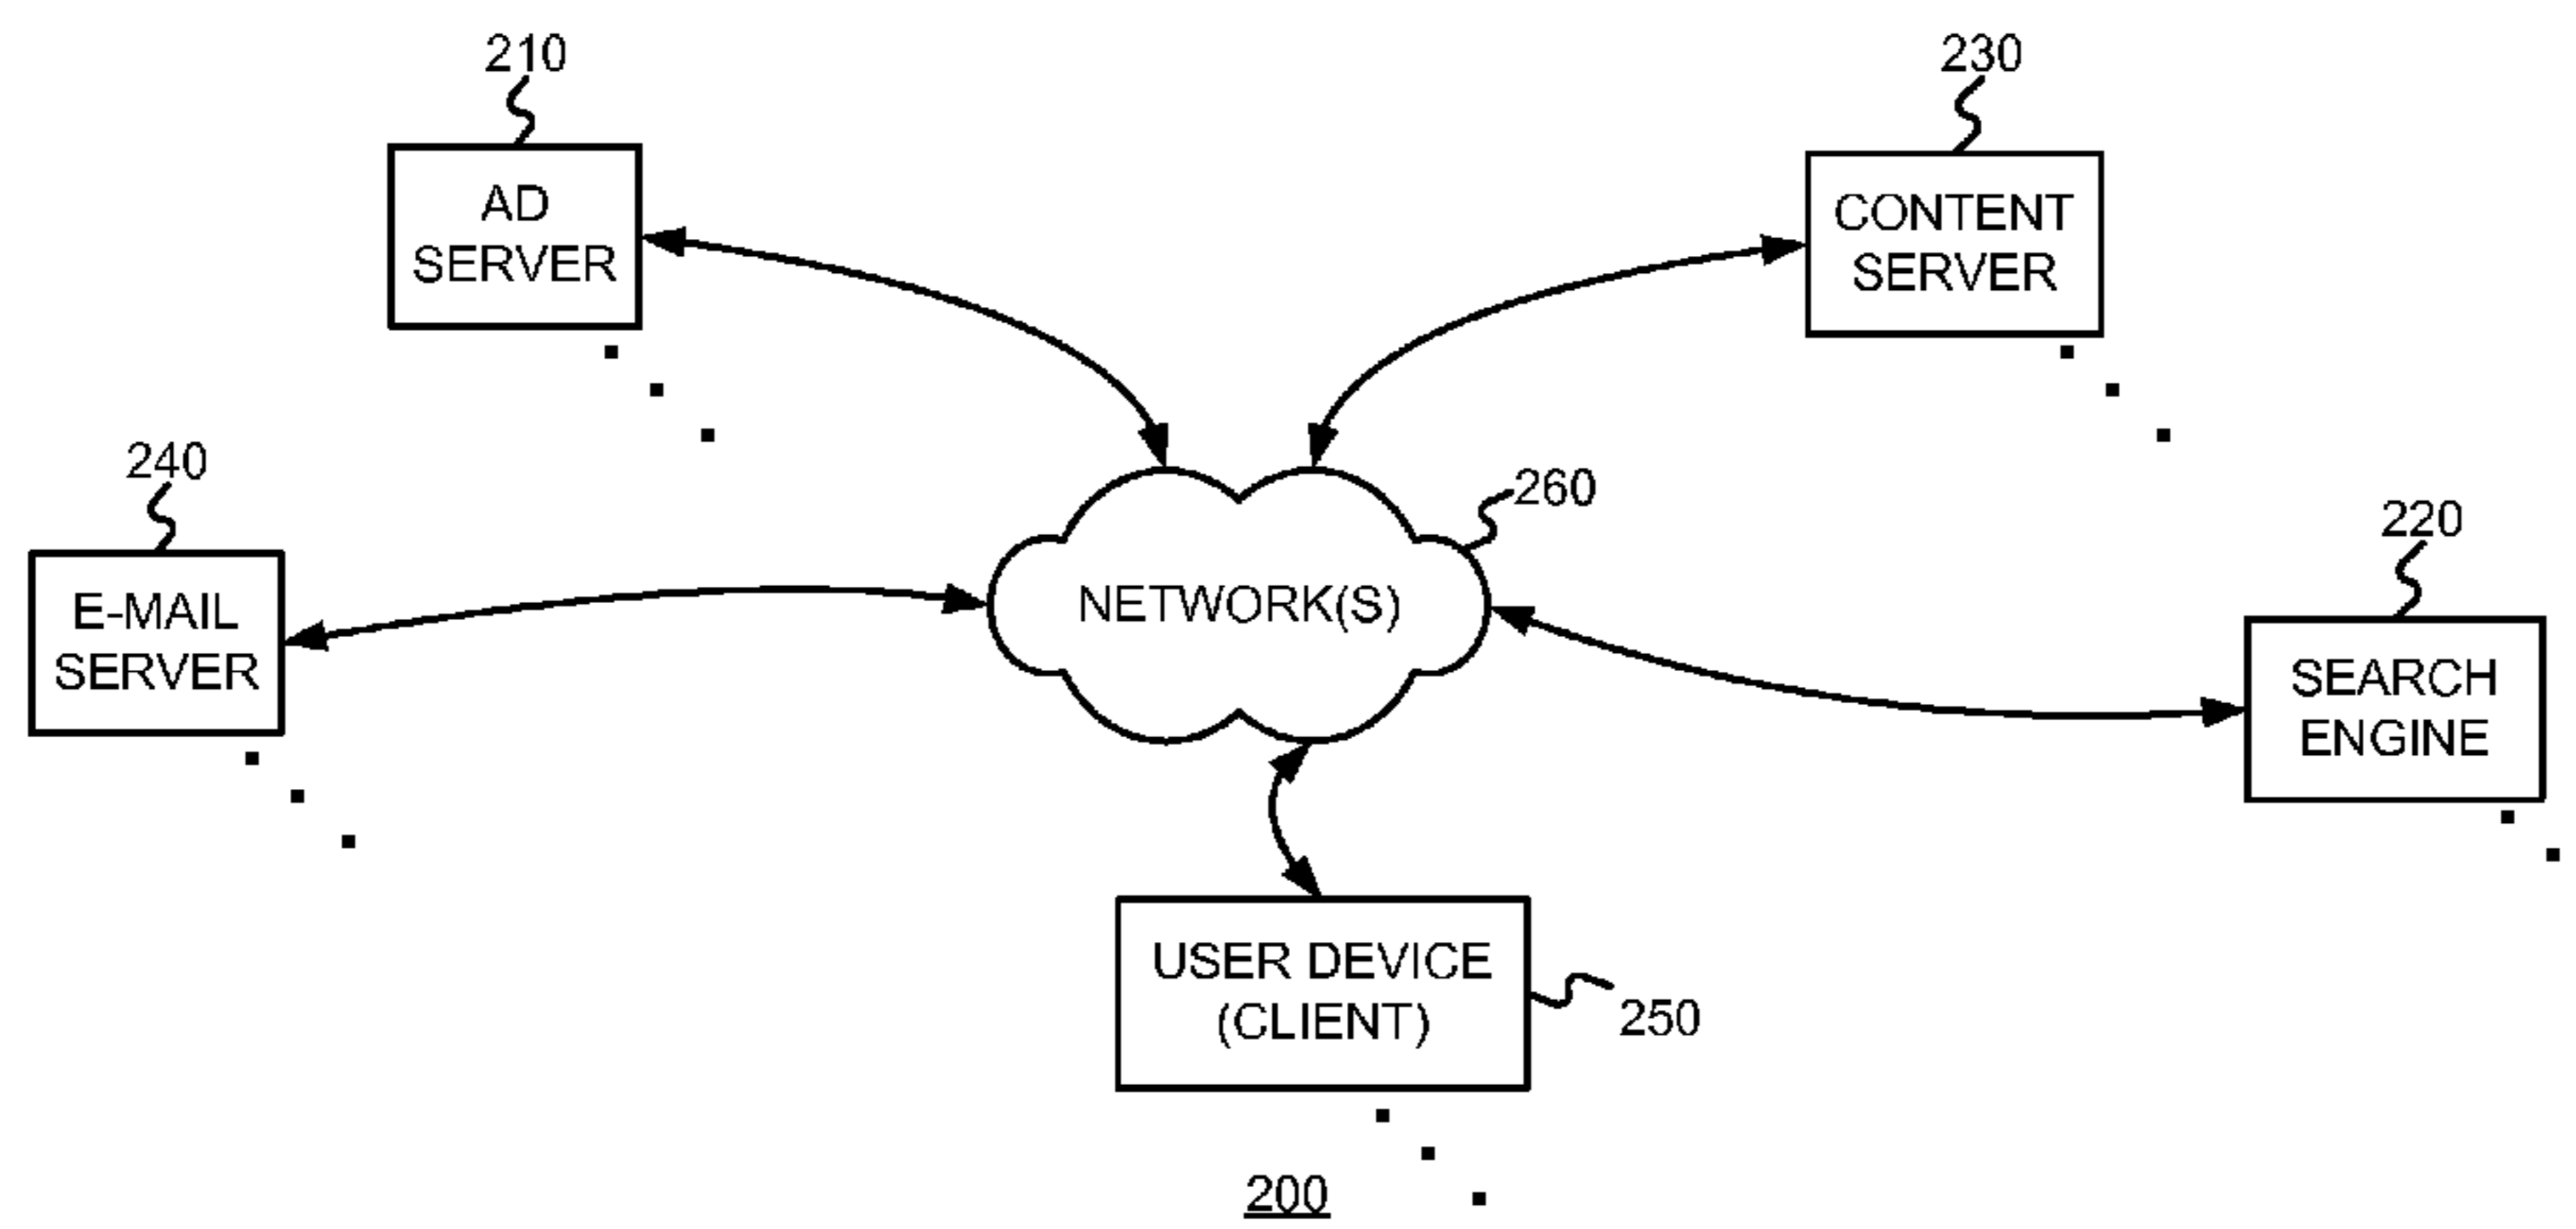 210
AD
SERVER
230
CONTENT
SERVER
240
E-MAIL
SERVER
260
NETWORK(S)
220
SEARCH
ENGINE
USER DEVICE
(CLIENT)
250
200